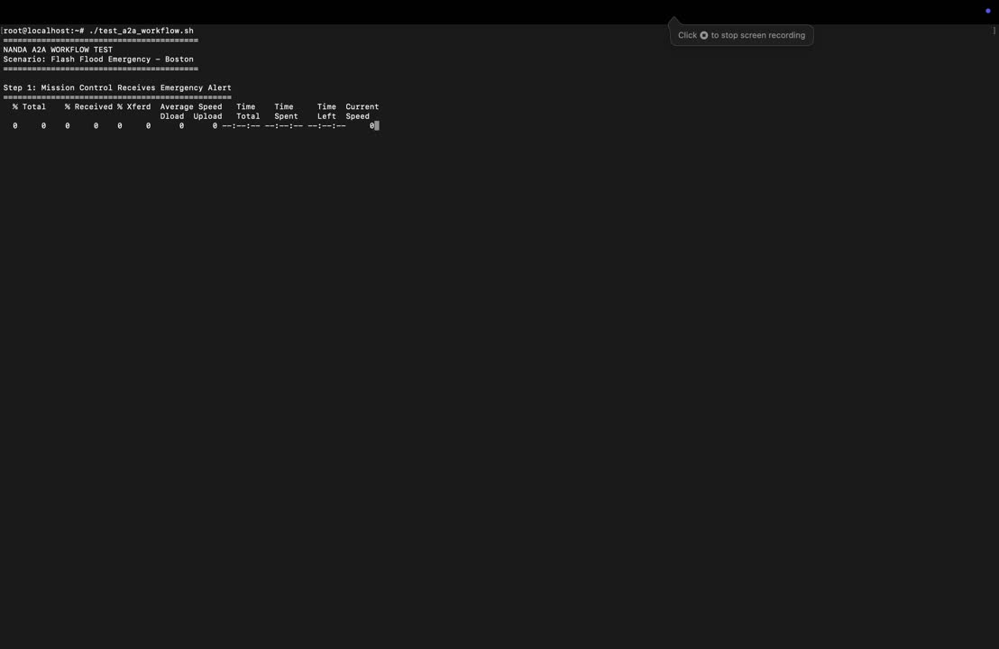 Click to stop screen recording
[root@localhost:~# ./test_a2a_workflow.sh ]
=========================================
NANDA A2A WORKFLOW TEST
Scenario: Flash Flood Emergency – Boston
=========================================
Step 1: Mission Control Receives Emergency Alert
================================================
% Total % Received % Xferd Average Speed Time Time Time Current
Dload Upload Total Spent Left Speed
0 0 0 0 0 0 0 0 --:--:-- --:--:-- --:--:-- 0